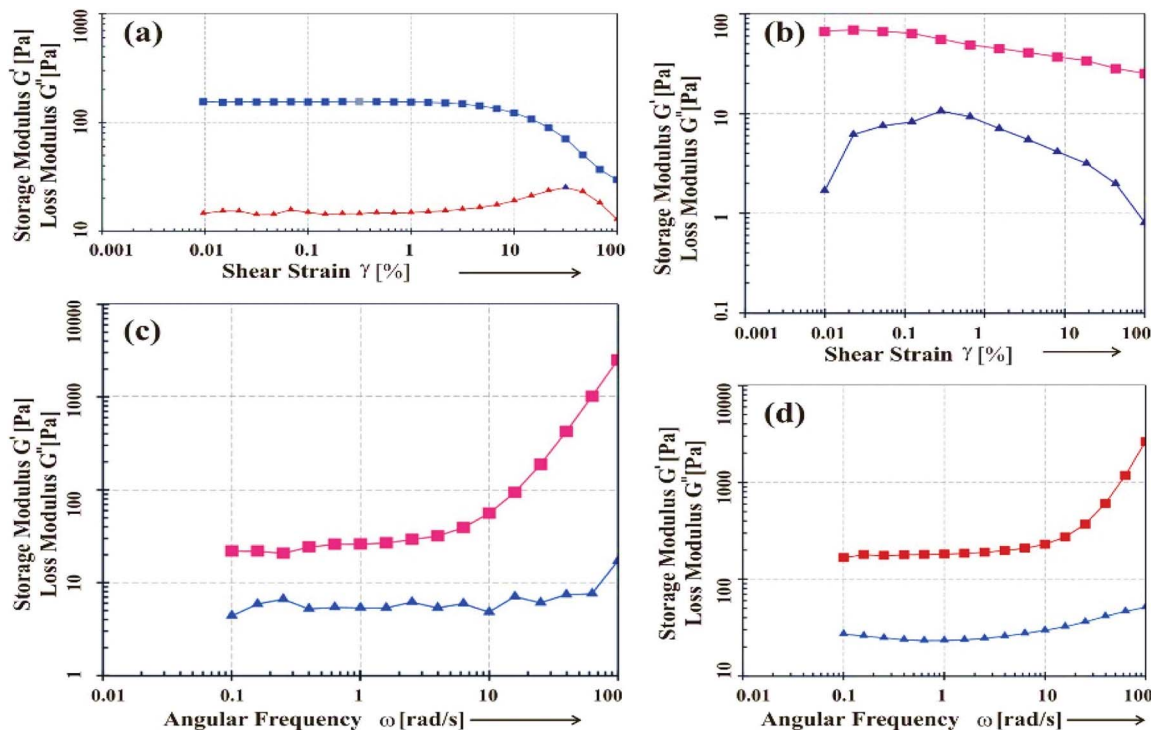 (a)
Storage Modulus G' [Pa]
Loss Modulus G'' [Pa]
1000
100
10
0.001 0.01 0.1 1 10 100
Shear Strain γ [%]
(b)
Storage Modulus G' [Pa]
Loss Modulus G'' [Pa]
100
10
1
0.1
0.001 0.01 0.1 1 10 100
Shear Strain γ [%]
(c)
Storage Modulus G' [Pa]
Loss Modulus G'' [Pa]
10000
1000
100
10
1
0.01 0.1 1 10 100
Angular Frequency ω [rad/s]
(d)
Storage Modulus G' [Pa]
Loss Modulus G'' [Pa]
10000
1000
100
10
0.01 0.1 1 10 100
Angular Frequency ω [rad/s]